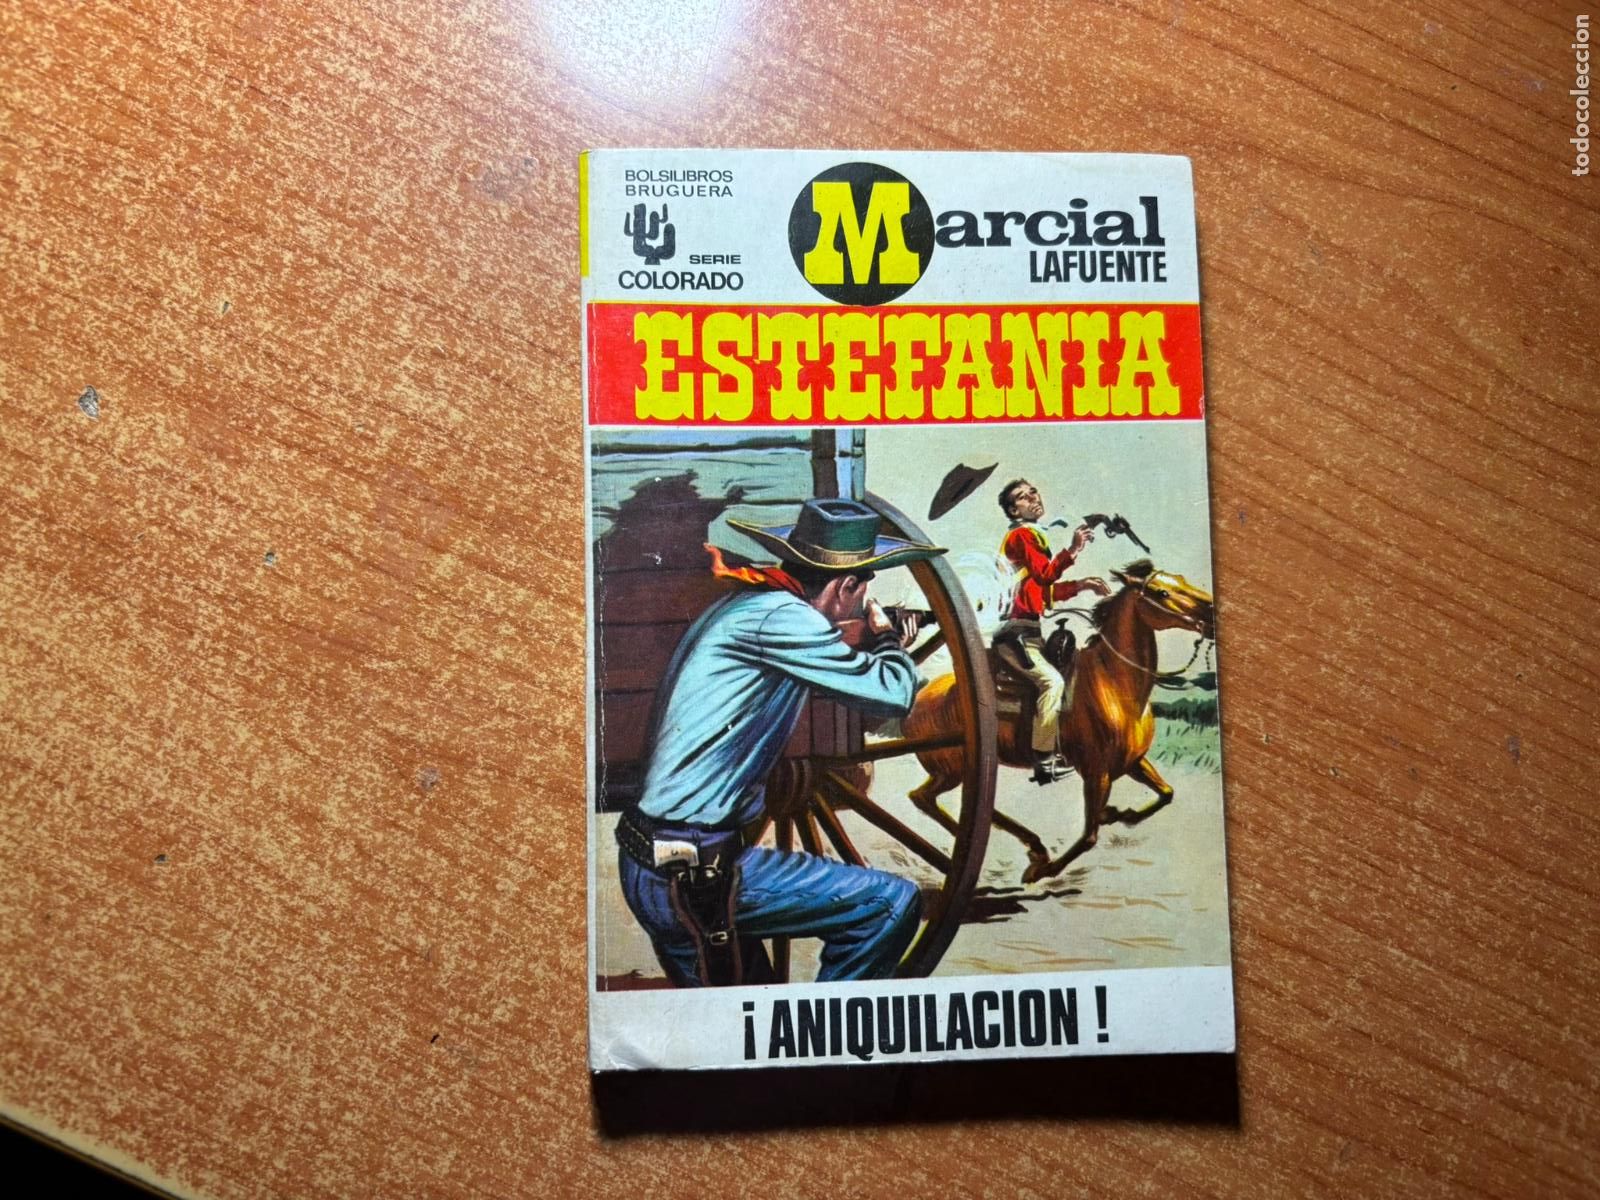 BOLSILIBROS
BRUGUERA
SERIE
COLORADO
Marcial
LAFUENTE
ESTEFANIA
¡ANIQUILACION!
todocoleccion